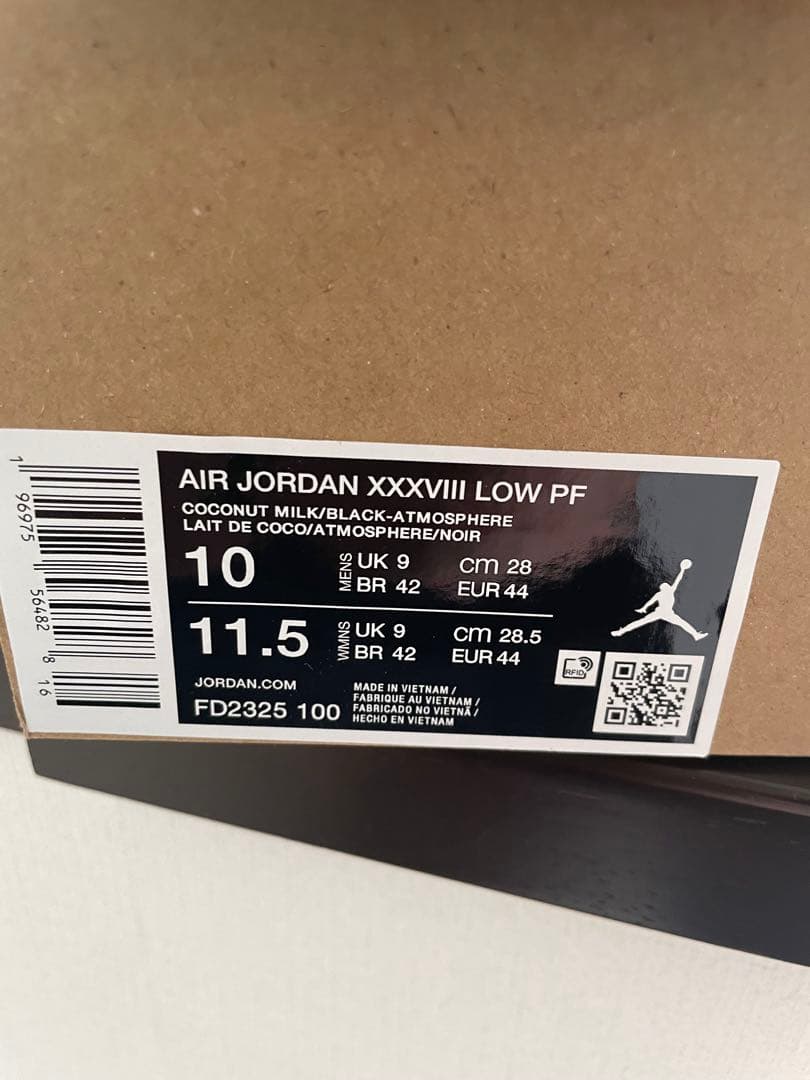 1 96975 56482 8 16
AIR JORDAN XXXVIII LOW PF
COCONUT MILK/BLACK-ATMOSPHERE
LAIT DE COCO/ATMOSPHERE/NOIR
10 MENS UK 9 cm 28
BR 42 EUR 44
11.5 WMNS UK 9 cm 28.5
BR 42 EUR 44
RFID
JORDAN.COM
FD2325 100
MADE IN VIETNAM /
FABRIQUE AU VIETNAM /
FABRICADO NO VIETNÃ /
HECHO EN VIETNAM